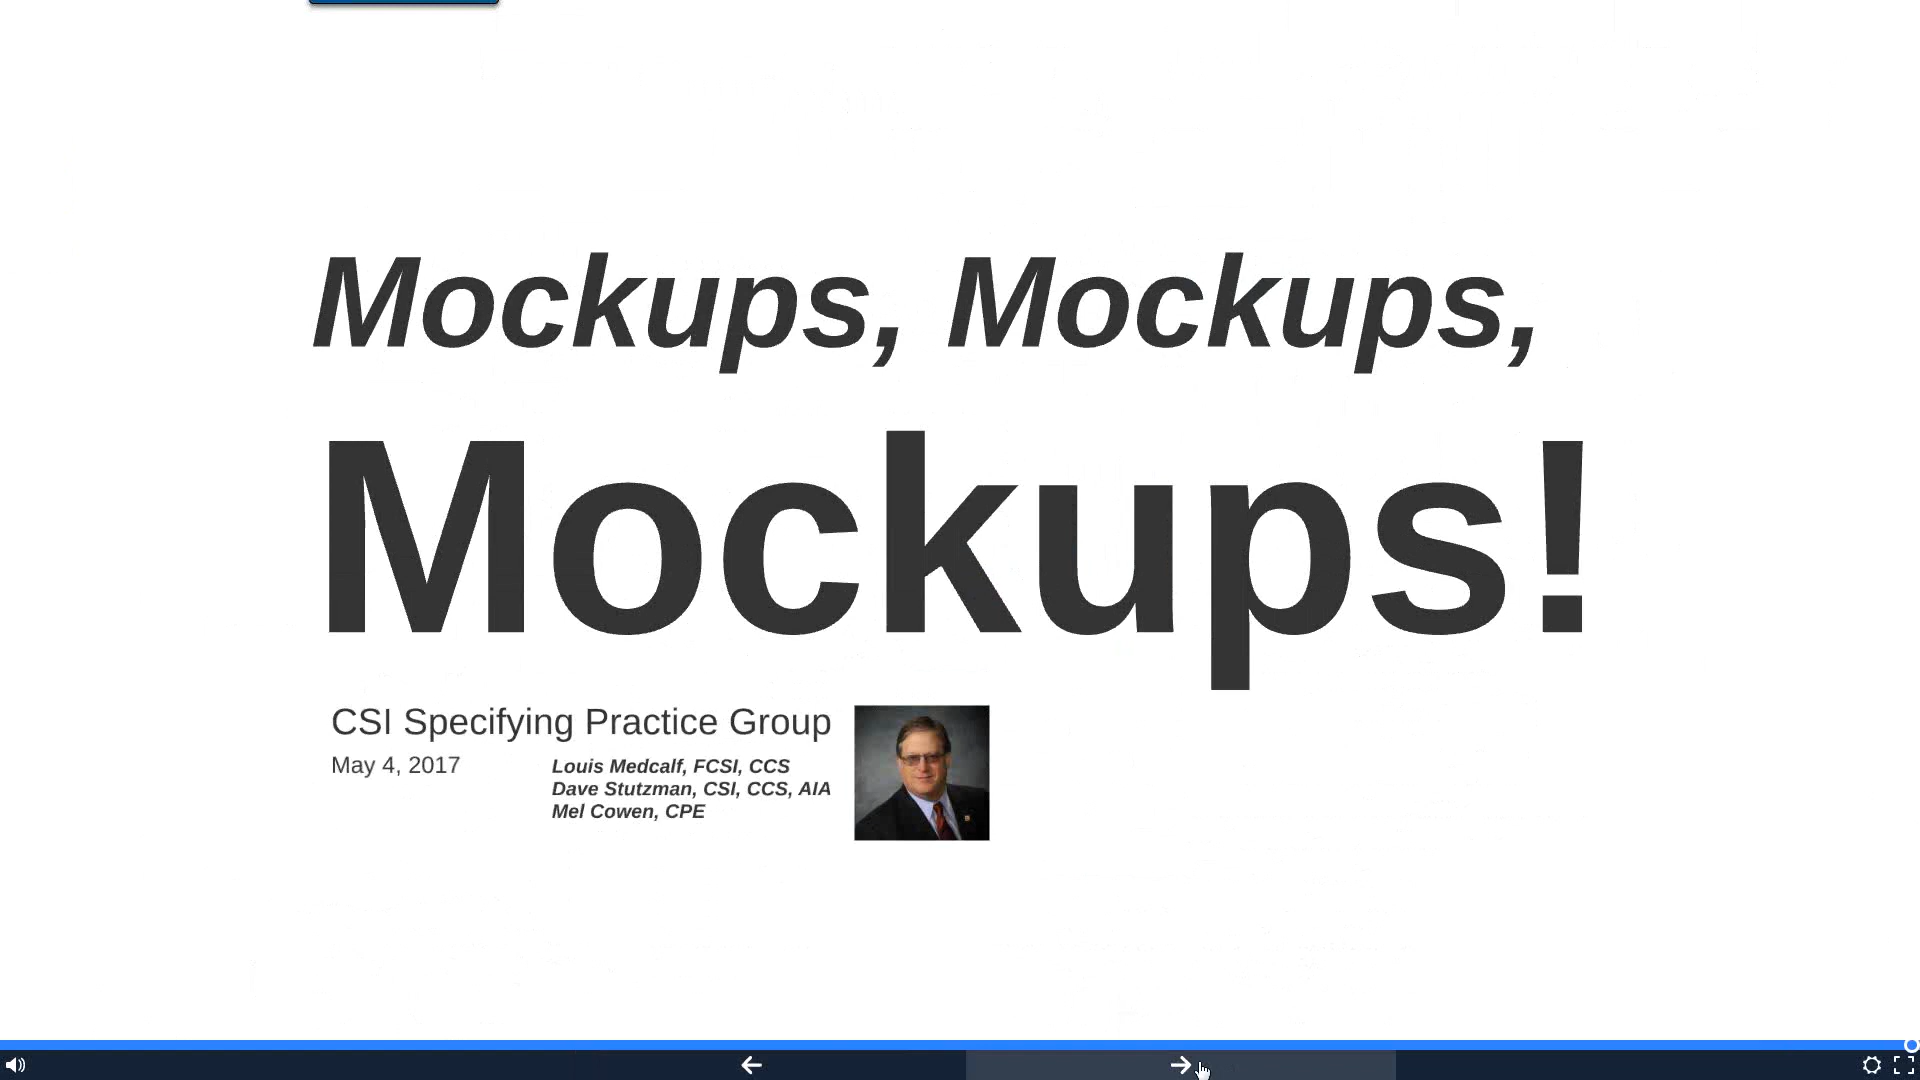 Mockups, Mockups,
Mockups!
CSI Specifying Practice Group
May 4, 2017
Louis Medcalf, FCSI, CCS
Dave Stutzman, CSI, CCS, AIA
Mel Cowen, CPE